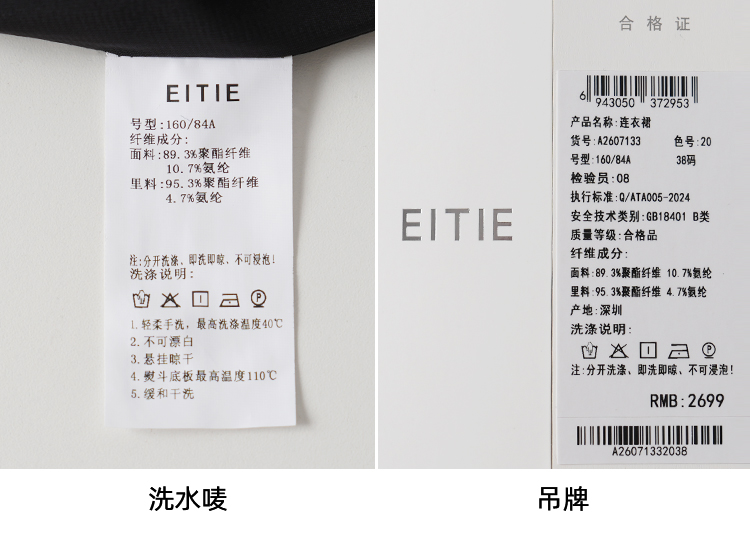 EITIE
号型:160/84A
纤维成分:
面料:89.3%聚酯纤维
10.7%氨纶
里料:95.3%聚酯纤维
4.7%氨纶
注:分开洗涤、即洗即晾、不可浸泡!
洗涤说明:
1.轻柔手洗，最高洗涤温度40℃
2.不可漂白
3.悬挂晾干
4.熨斗底板最高温度110℃
5.缓和干洗
洗水唛
EITIE
合格证
6 943050 372953
产品名称:连衣裙
货号:A2607133 色号:20
号型:160/84A 38码
检验员:08
执行标准:Q/ATA005-2024
安全技术类别:GB18401 B类
质量等级:合格品
纤维成分:
面料:89.3%聚酯纤维 10.7%氨纶
里料:95.3%聚酯纤维 4.7%氨纶
产地:深圳
洗涤说明:
注:分开洗涤、即洗即晾、不可浸泡!
RMB:2699
A26071332038
吊牌